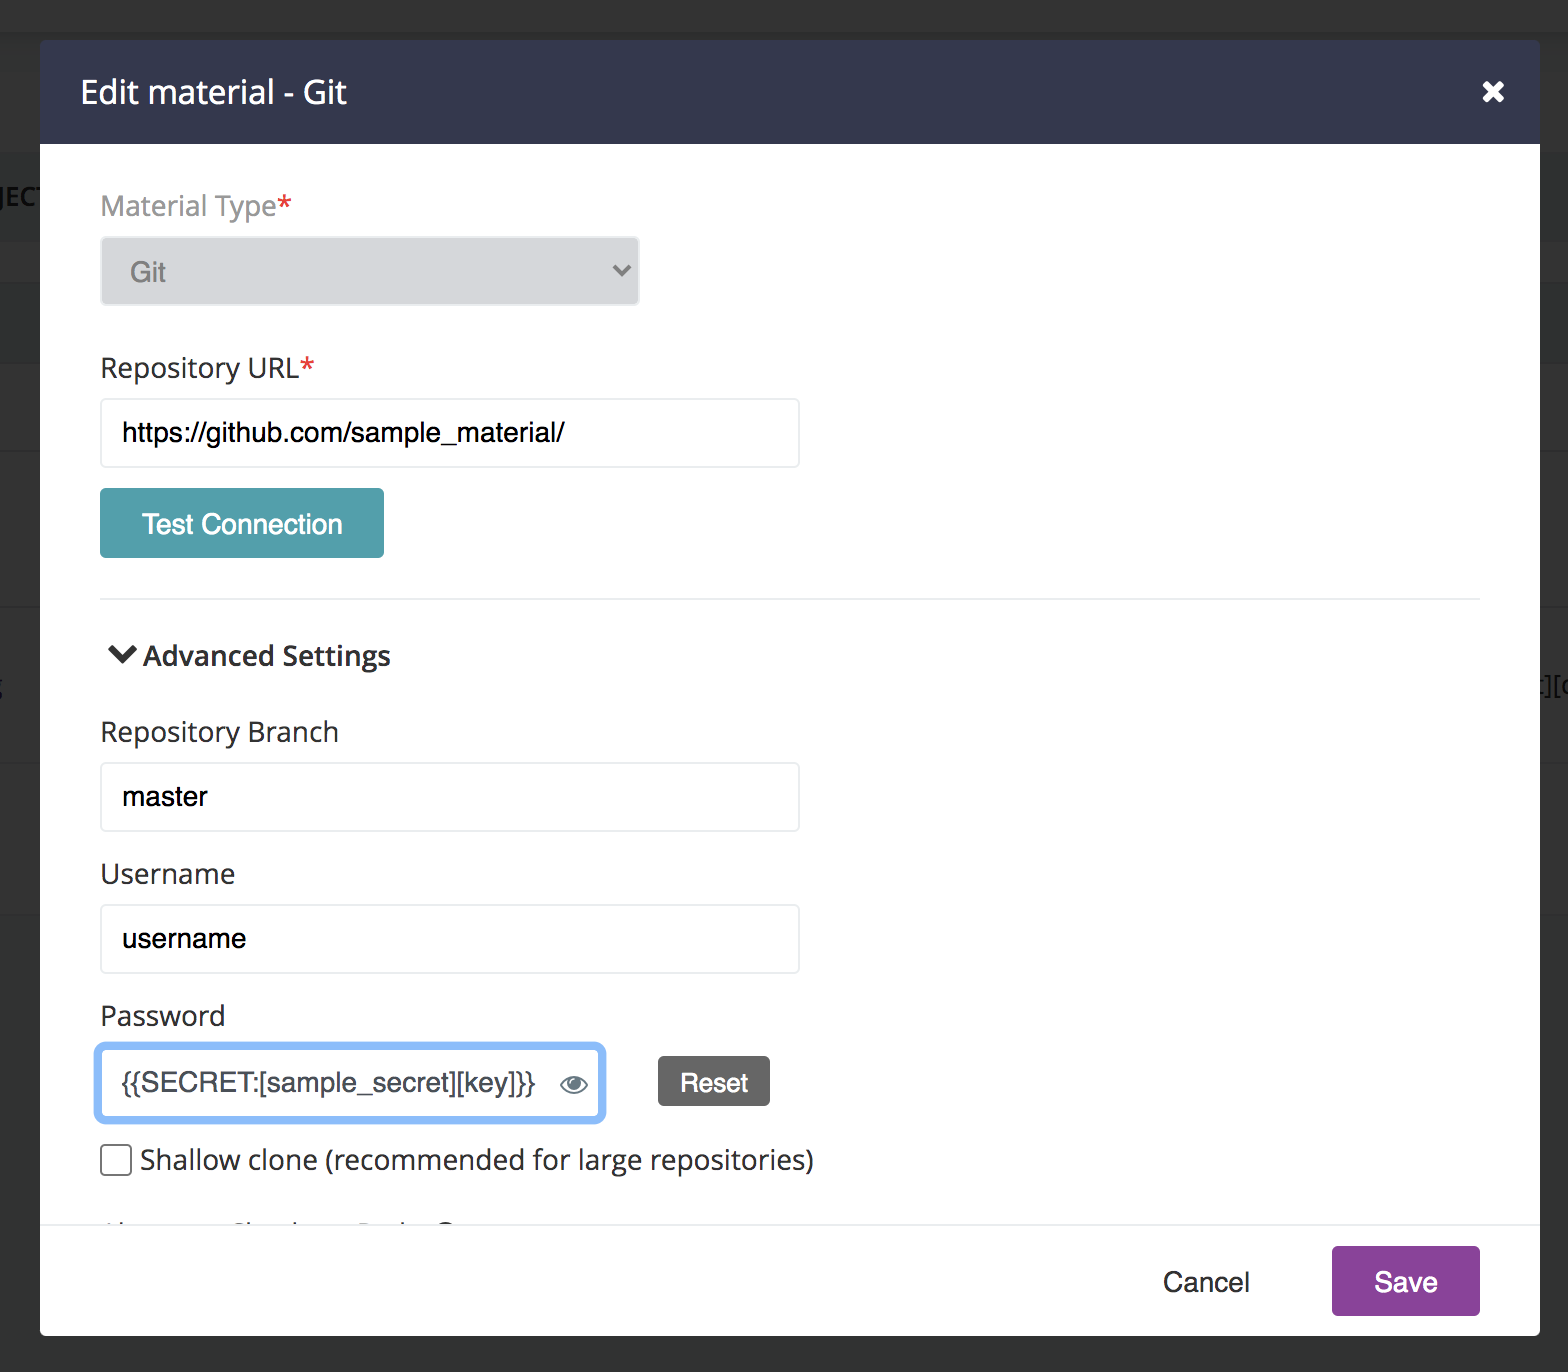 Edit material - Git
Material Type*
Git
Repository URL*
https://github.com/sample_material/
Test Connection
Advanced Settings
Repository Branch
master
Username
username
Password
{{SECRET:[sample_secret][key]}}
Reset
Shallow clone (recommended for large repositories)
Cancel
Save